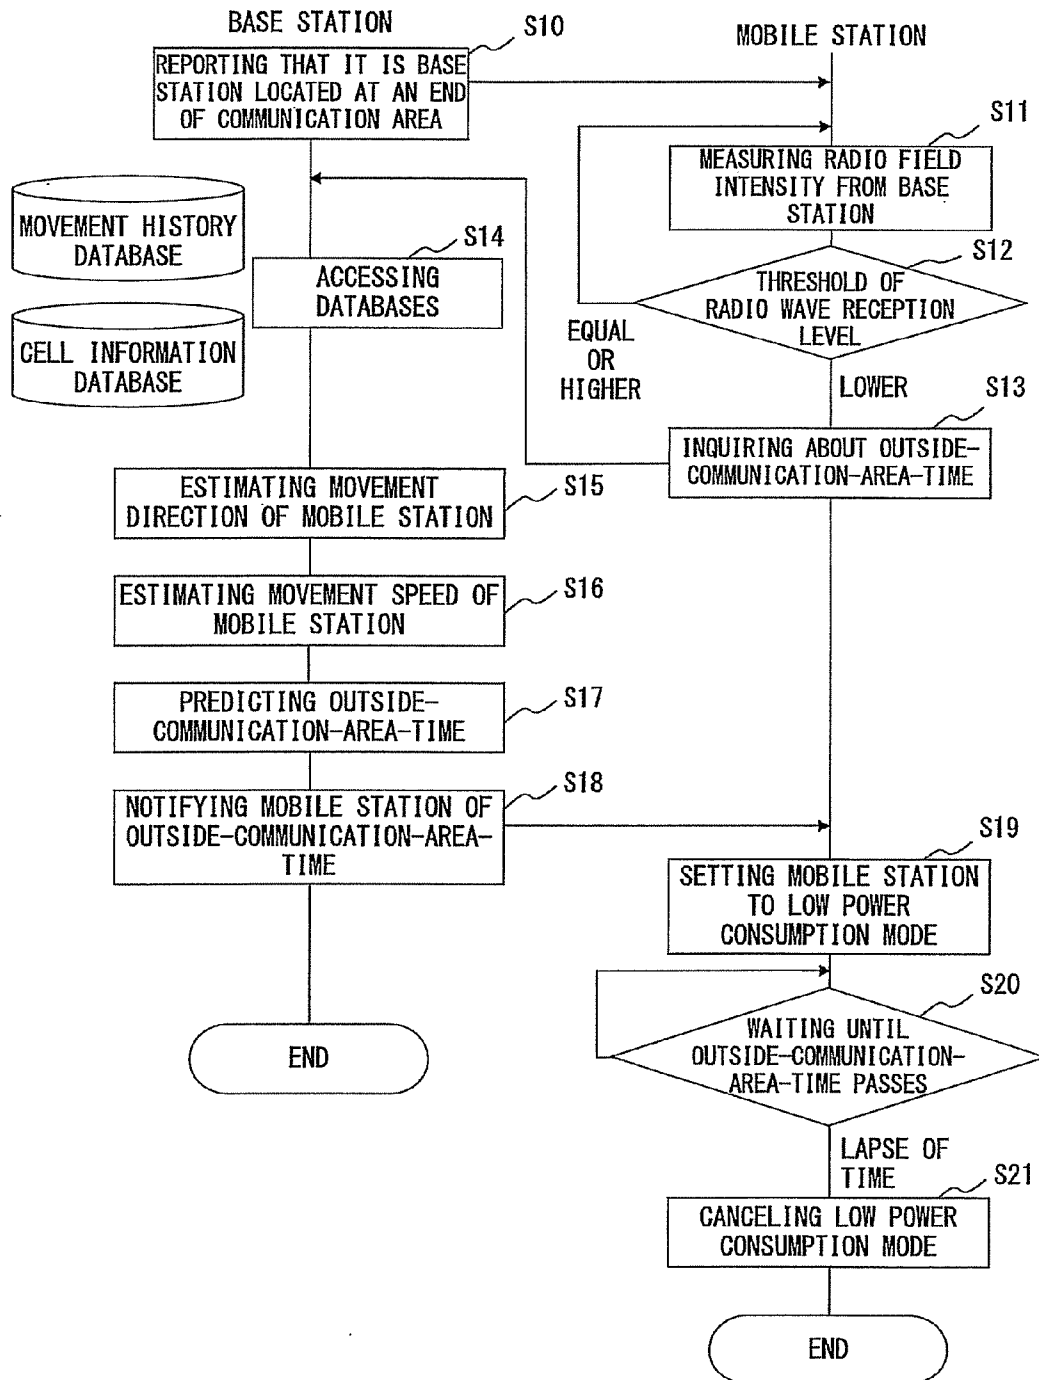 BASE STATION
S10
REPORTING THAT IT IS BASE
STATION LOCATED AT AN END
OF COMMUNICATION AREA
MOBILE STATION
S11
MEASURING RADIO FIELD
INTENSITY FROM BASE
STATION
MOVEMENT HISTORY
DATABASE
S14
ACCESSING
DATABASES
S12
THRESHOLD OF
RADIO WAVE RECEPTION
LEVEL
CELL INFORMATION
DATABASE
EQUAL
OR
HIGHER
LOWER
S13
INQUIRING ABOUT OUTSIDE-
COMMUNICATION-AREA-TIME
S15
ESTIMATING MOVEMENT
DIRECTION OF MOBILE STATION
S16
ESTIMATING MOVEMENT SPEED OF
MOBILE STATION
S17
PREDICTING OUTSIDE-
COMMUNICATION-AREA-TIME
S18
NOTIFYING MOBILE STATION OF
OUTSIDE-COMMUNICATION-AREA-
TIME
S19
SETTING MOBILE STATION
TO LOW POWER
CONSUMPTION MODE
S20
WAITING UNTIL
OUTSIDE-COMMUNICATION-
AREA-TIME PASSES
END
LAPSE OF
TIME
S21
CANCELING LOW POWER
CONSUMPTION MODE
END